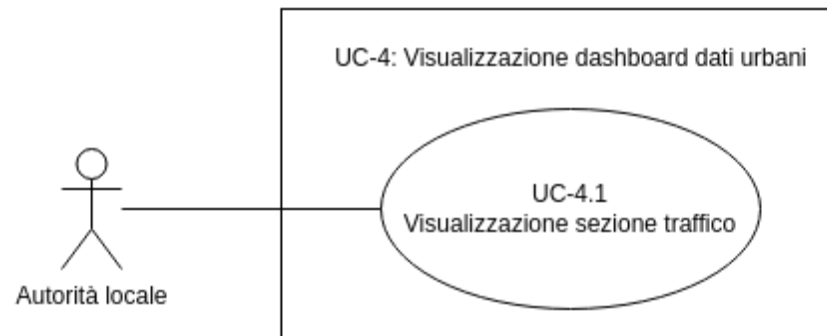 UC-4: Visualizzazione dashboard dati urbani
UC-4.1
Visualizzazione sezione traffico
Autorità locale